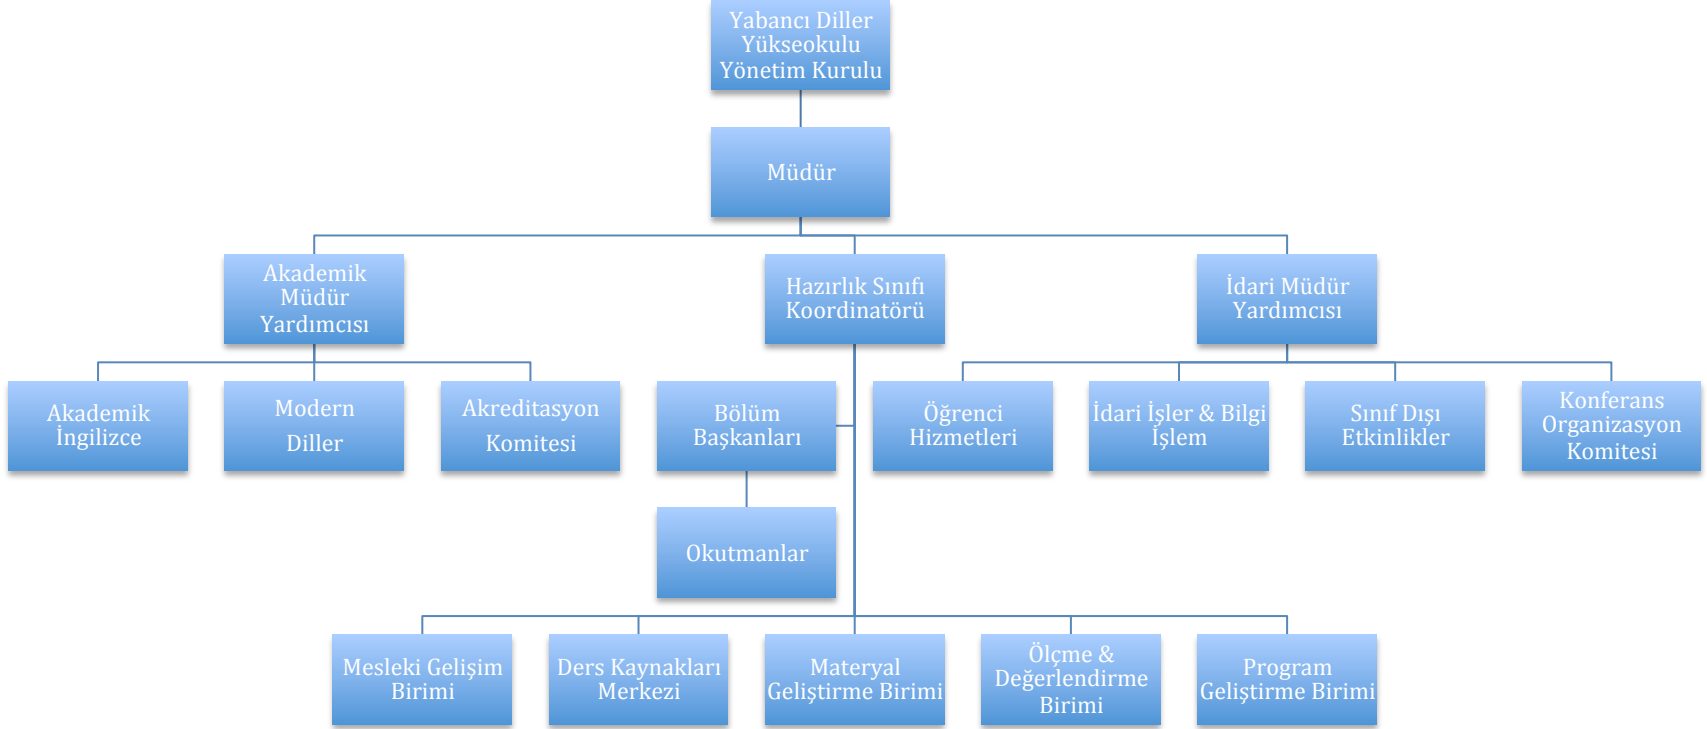 Yabancı Diller
Yükseokulu
Yönetim Kurulu
Müdür
Akademik
Müdür
Yardımcısı
Hazırlık Sınıfı
Koordinatörü
İdari Müdür
Yardımcısı
Akademik
İngilizce
Modern
Diller
Akreditasyon
Komitesi
Bölüm
Başkanları
Öğrenci
Hizmetleri
İdari İşler & Bilgi
İşlem
Sınıf Dışı
Etkinlikler
Konferans
Organizasyon
Komitesi
Okutmanlar
Mesleki Gelişim
Birimi
Ders Kaynakları
Merkezi
Materyal
Geliştirme Birimi
Ölçme &
Değerlendirme
Birimi
Program
Geliştirme Birimi